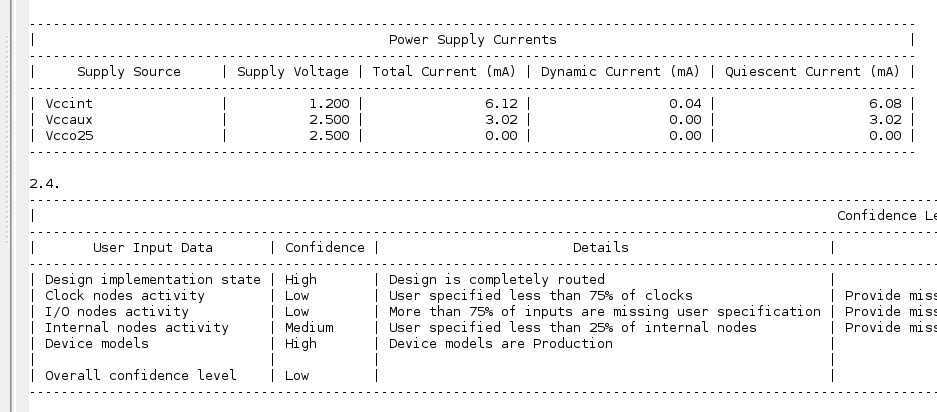 Power Supply Currents
| Supply Source | Supply Voltage | Total Current (mA) | Dynamic Current (mA) | Quiescent Current (mA) |
| Vccint | 1.200 | 6.12 | 0.04 | 6.08 |
| Vccaux | 2.500 | 3.02 | 0.00 | 3.02 |
| Vcco25 | 2.500 | 0.00 | 0.00 | 0.00 |
2.4.
| Confidence Le
| User Input Data | Confidence | Details |
| Design implementation state | High | Design is completely routed |
| Clock nodes activity | Low | User specified less than 75% of clocks | Provide miss
| I/O nodes activity | Low | More than 75% of inputs are missing user specification | Provide miss
| Internal nodes activity | Medium | User specified less than 25% of internal nodes | Provide miss
| Device models | High | Device models are Production |
| Overall confidence level | Low | |